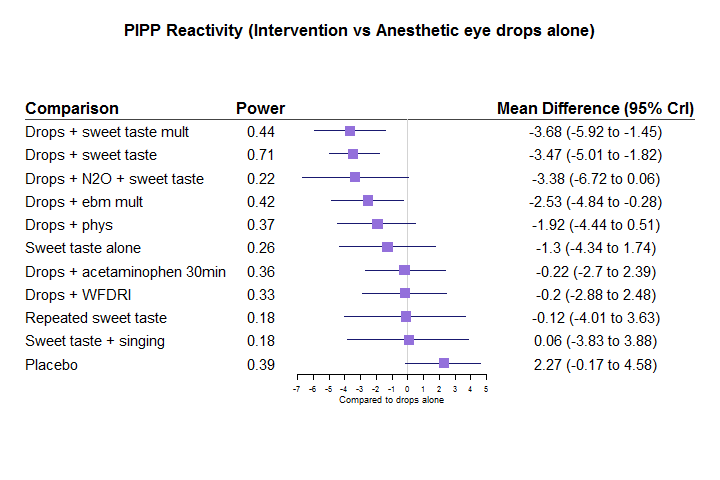 PIPP Reactivity (Intervention vs Anesthetic eye drops alone)
Comparison Power Mean Difference (95% CrI)
Drops + sweet taste mult 0.44 -3.68 (-5.92 to -1.45)
Drops + sweet taste 0.71 -3.47 (-5.01 to -1.82)
Drops + N2O + sweet taste 0.22 -3.38 (-6.72 to 0.06)
Drops + ebm mult 0.42 -2.53 (-4.84 to -0.28)
Drops + phys 0.37 -1.92 (-4.44 to 0.51)
Sweet taste alone 0.26 -1.3 (-4.34 to 1.74)
Drops + acetaminophen 30min 0.36 -0.22 (-2.7 to 2.39)
Drops + WFDRI 0.33 -0.2 (-2.88 to 2.48)
Repeated sweet taste 0.18 -0.12 (-4.01 to 3.63)
Sweet taste + singing 0.18 0.06 (-3.83 to 3.88)
Placebo 0.39 2.27 (-0.17 to 4.58)
-7 -6 -5 -4 -3 -2 -1 0 1 2 3 4 5
Compared to drops alone